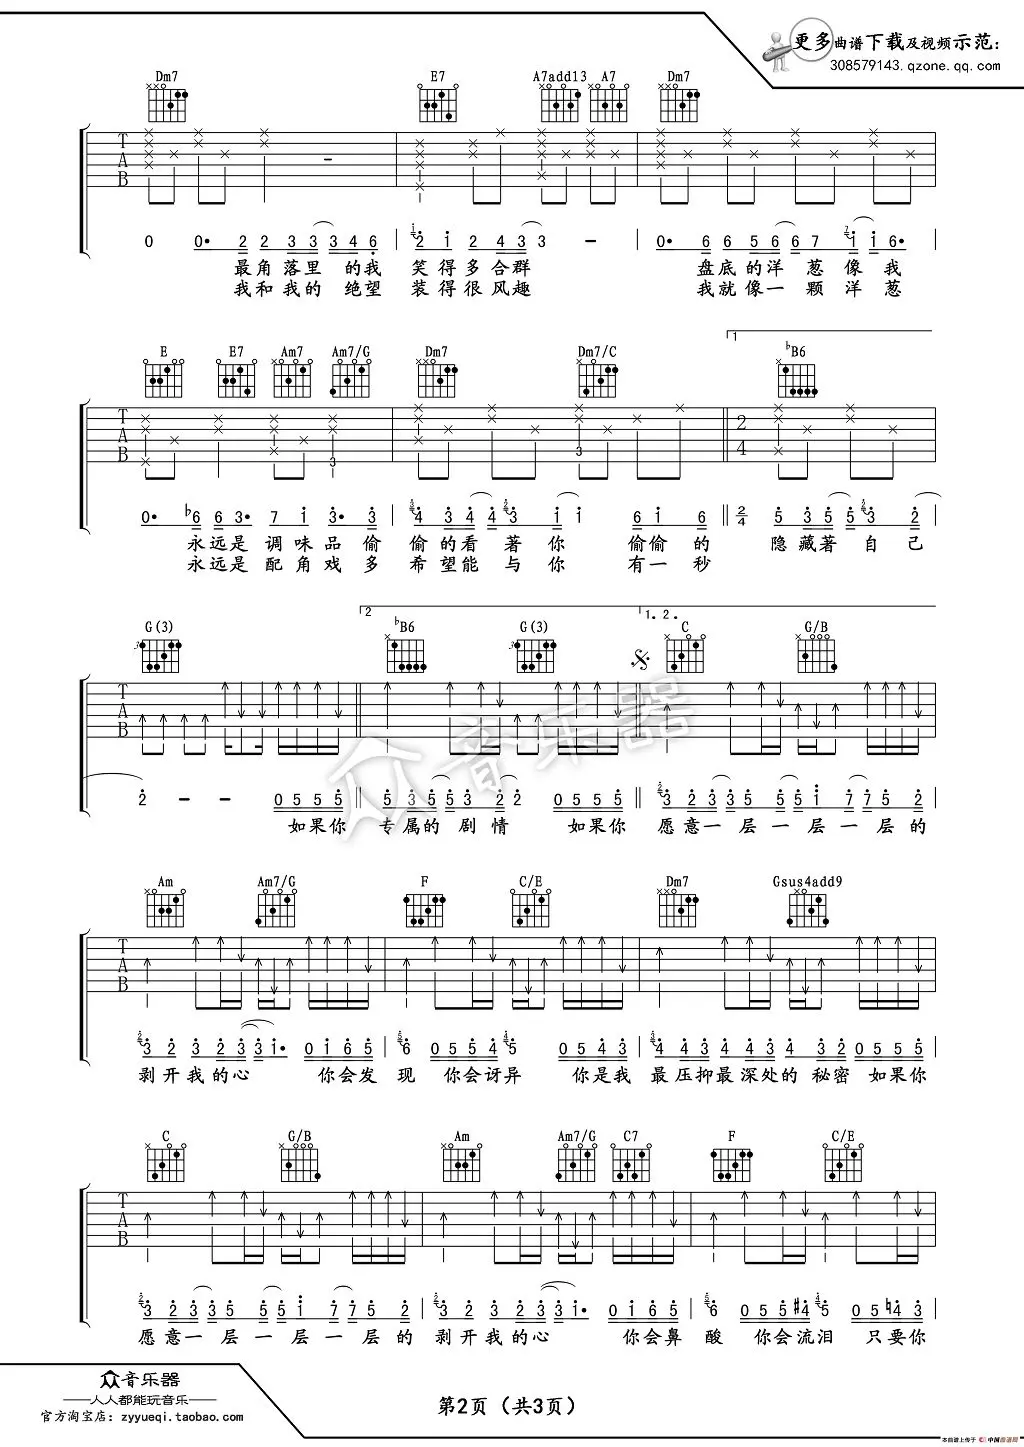 更多曲谱下载及视频示范：
308579143.qzone.qq.com
Dm7 E7 A7add13 A7 Dm7
T
A
B
0 0· 2 2 3 3 3 3 4 6 2 i 2 4 3 3 – 0· 6 6 5 6 6 7 i i 6·
最角落里的我 笑得多合群 盘底的洋葱像我
我和我的绝望 装得很风趣 我就像一颗洋葱
1
E E7 Am7 Am7/G Dm7 Dm7/C ♭B6
T
A
B
2
4
3 3
0· ♭6 6 3· 7 i 3· 3 4 3 4 4 3 i i 6 i 6 2/4 5 3 5 5 3 2
永远是调味品偷偷的看著你偷偷的 隐藏著自己
永远是配角戏多希望能与你有一秒
2
1. 2.
G(3) ♭B6 G(3) C G/B
T
A
B
2 – – 0 5 5 5 5 3 5 5 3 2 2 0 5 5 5 3 2 3 3 5 5 5 i 7 7 5 2
如果你 专属的剧情 如果你 愿意一层一层一层的
Am Am7/G F C/E Dm7 Gsus4add9
T
A
B
3 2 3 2 3 3 i· 0 i 6 5 6 0 5 5 4 5 0 5 4 3 4 4 3 4 4 3 4 3 2 0 5 5 5
剥开我的心 你会发现 你会讶异 你是我 最压抑最深处的秘密 如果你
C G/B Am Am7/G C7 F C/E
T
A
B
3 2 3 3 5 5 5 i 7 7 5 2 3 2 3 2 3 3 i· 0 i 6 5 6 0 5 5 #4 5 0 5 ♮4 3
愿意一层一层一层的 剥开我的心 你会鼻酸 你会流泪 只要你
众音乐器
人人都能玩音乐
官方淘宝店：zyyueqi.taobao.com
第2页（共3页）
本曲谱上传于 中国曲谱网